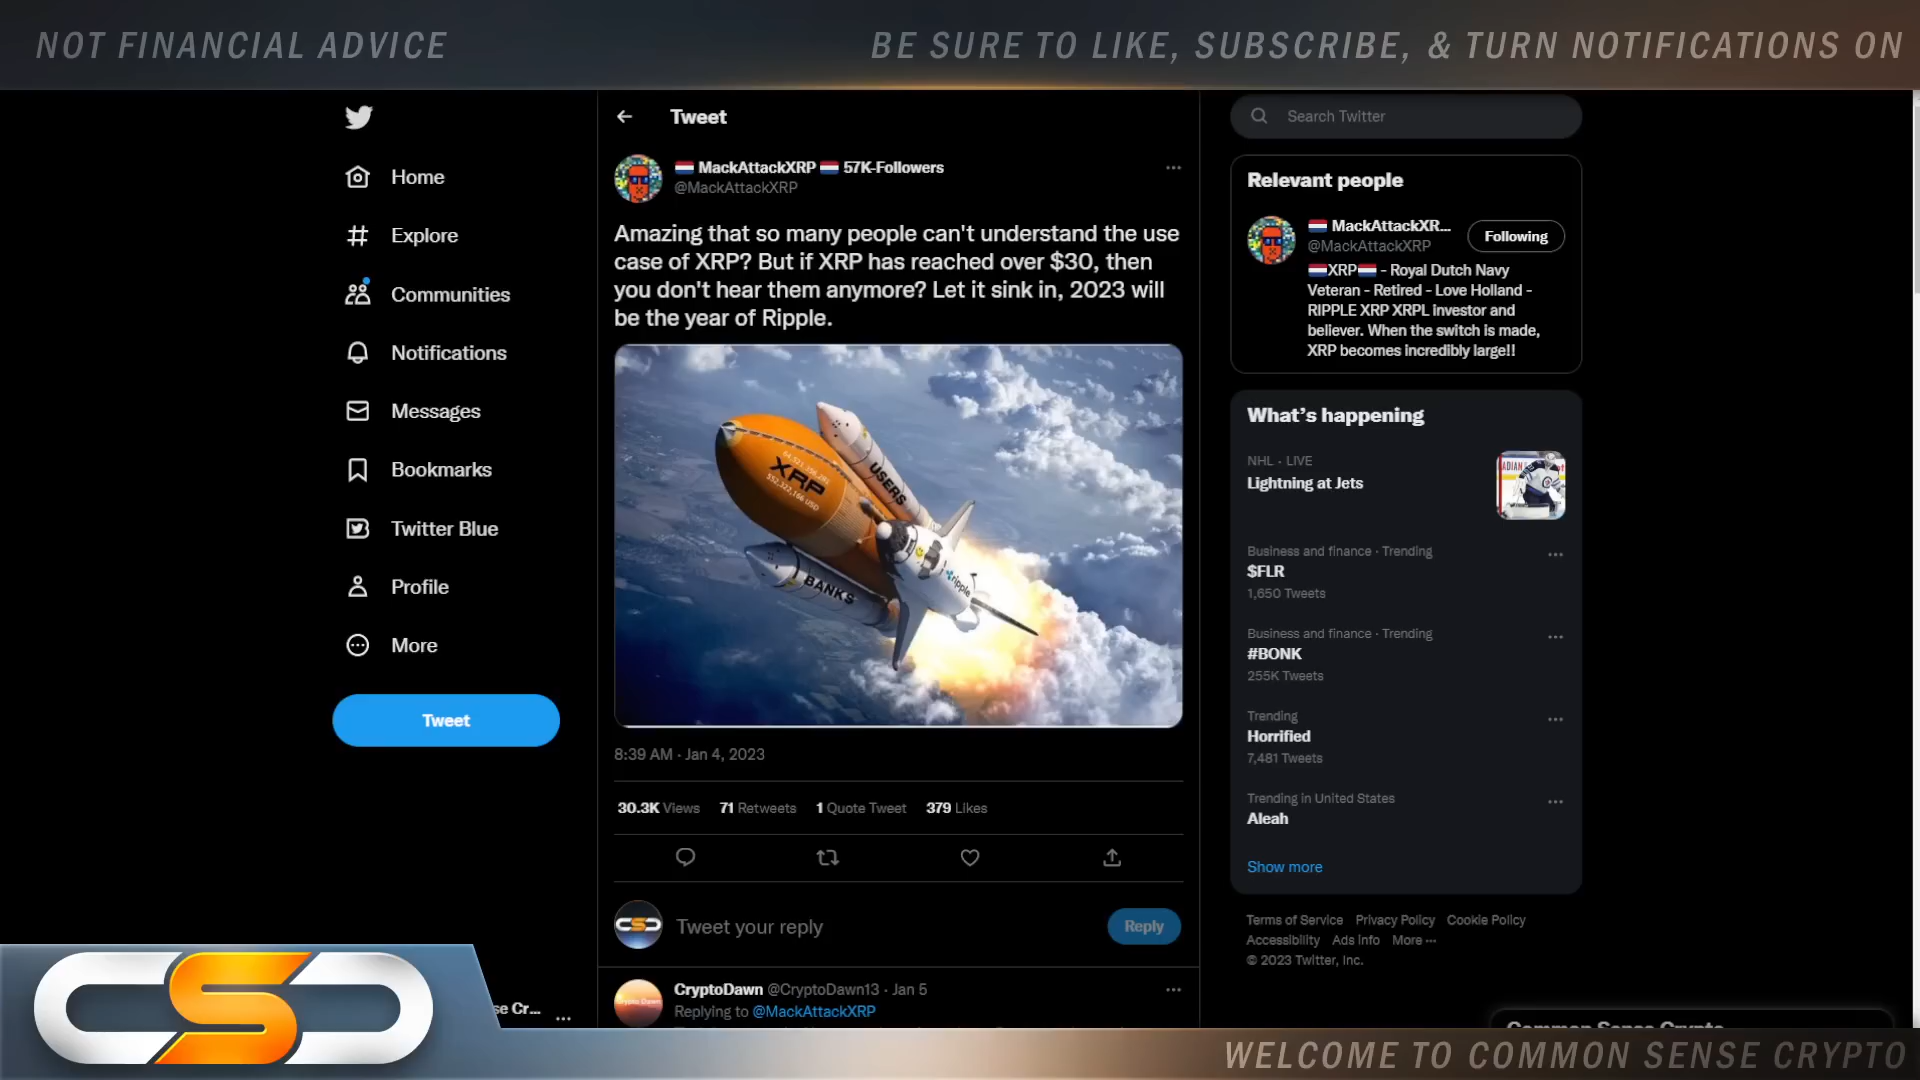 NOT FINANCIAL ADVICE
BE SURE TO LIKE, SUBSCRIBE, & TURN NOTIFICATIONS ON
Home
Explore
Communities
Notifications
Messages
Bookmarks
Twitter Blue
Profile
More
Tweet
se Cr...
Tweet
MackAttackXRP 57K-Followers
@MackAttackXRP
Amazing that so many people can't understand the use
case of XRP? But if XRP has reached over $30, then
you don't hear them anymore? Let it sink in, 2023 will
be the year of Ripple.
XRP
USERS
BANKS
ripple
8:39 AM · Jan 4, 2023
30.3K Views 71 Retweets 1 Quote Tweet 379 Likes
Tweet your reply
Reply
CryptoDawn @CryptoDawn13 · Jan 5
Replying to @MackAttackXRP
Search Twitter
Relevant people
MackAttackXR...
@MackAttackXRP
Following
XRP - Royal Dutch Navy
Veteran - Retired - Love Holland -
RIPPLE XRP XRPL investor and
believer. When the switch is made,
XRP becomes incredibly large!!
What's happening
NHL · LIVE
Lightning at Jets
Business and finance · Trending
$FLR
1,650 Tweets
Business and finance · Trending
#BONK
255K Tweets
Trending
Horrified
7,481 Tweets
Trending in United States
Aleah
Show more
Terms of Service Privacy Policy Cookie Policy
Accessibility Ads info More ...
© 2023 Twitter, Inc.
Common Sense Crypto
CSC
WELCOME TO COMMON SENSE CRYPTO